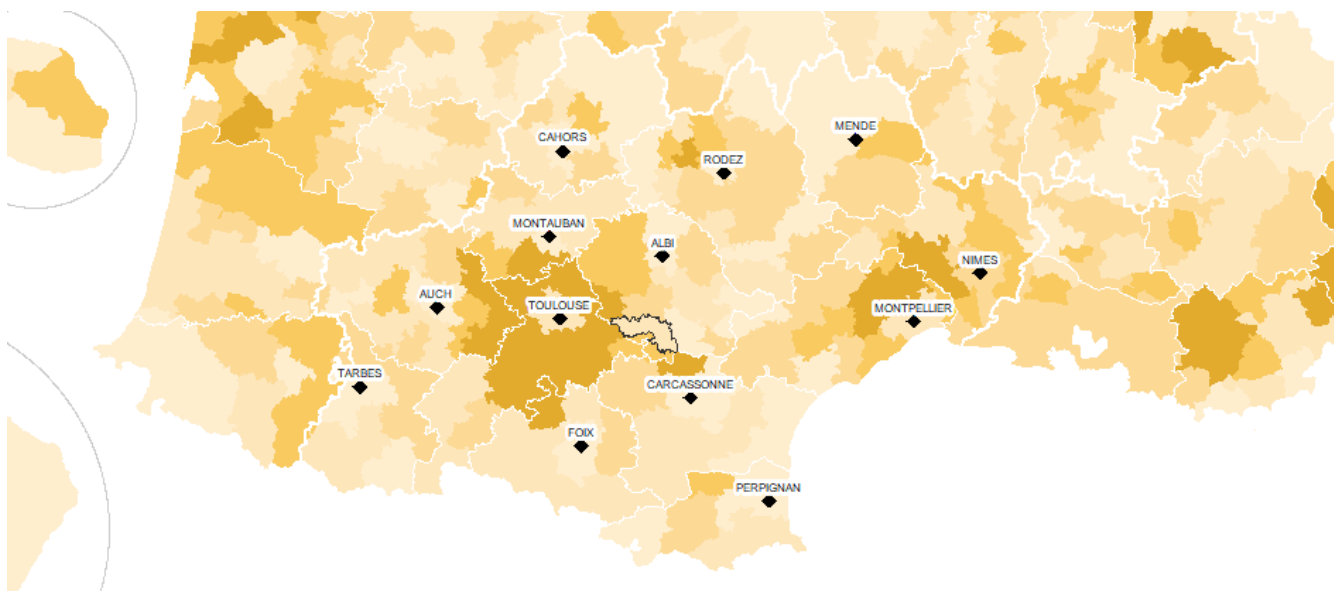 MENDE
CAHORS
RODEZ
MONTAUBAN
ALBI
NIMES
AUCH
TOULOUSE
MONTPELLIER
TARBES
CARCASSONNE
FOIX
PERPIGNAN